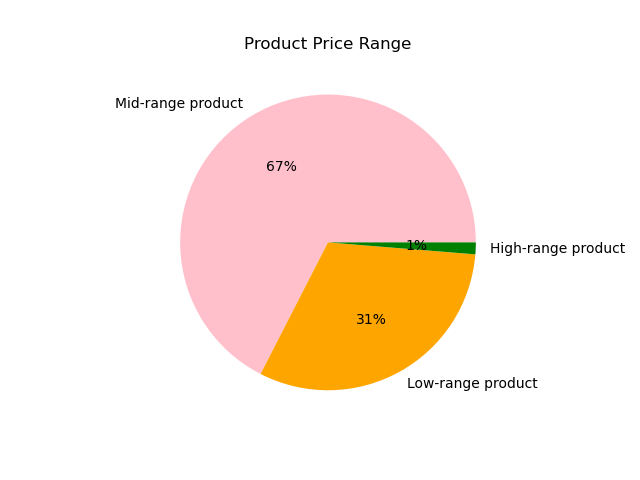 Product Price Range
Mid-range product
67%
1%
High-range product
31%
Low-range product